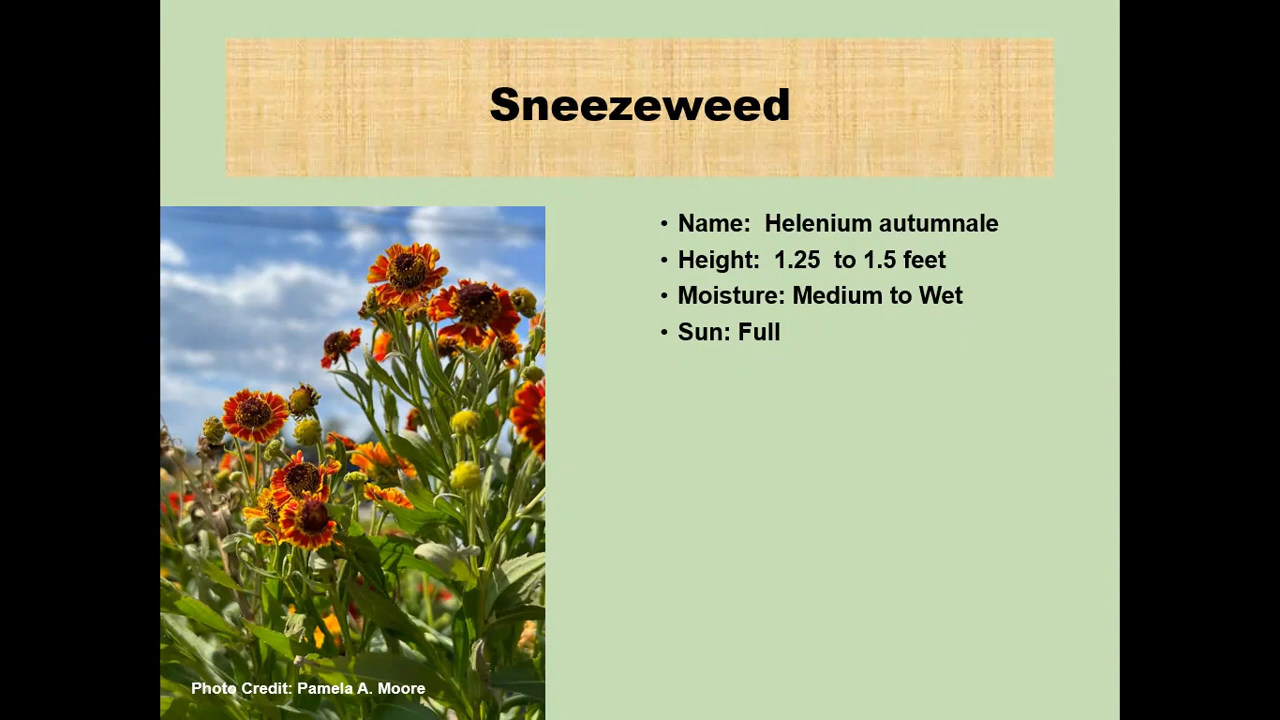 Sneezeweed
• Name:  Helenium autumnale
• Height:  1.25  to 1.5 feet
• Moisture: Medium to Wet
• Sun: Full
Photo Credit: Pamela A. Moore